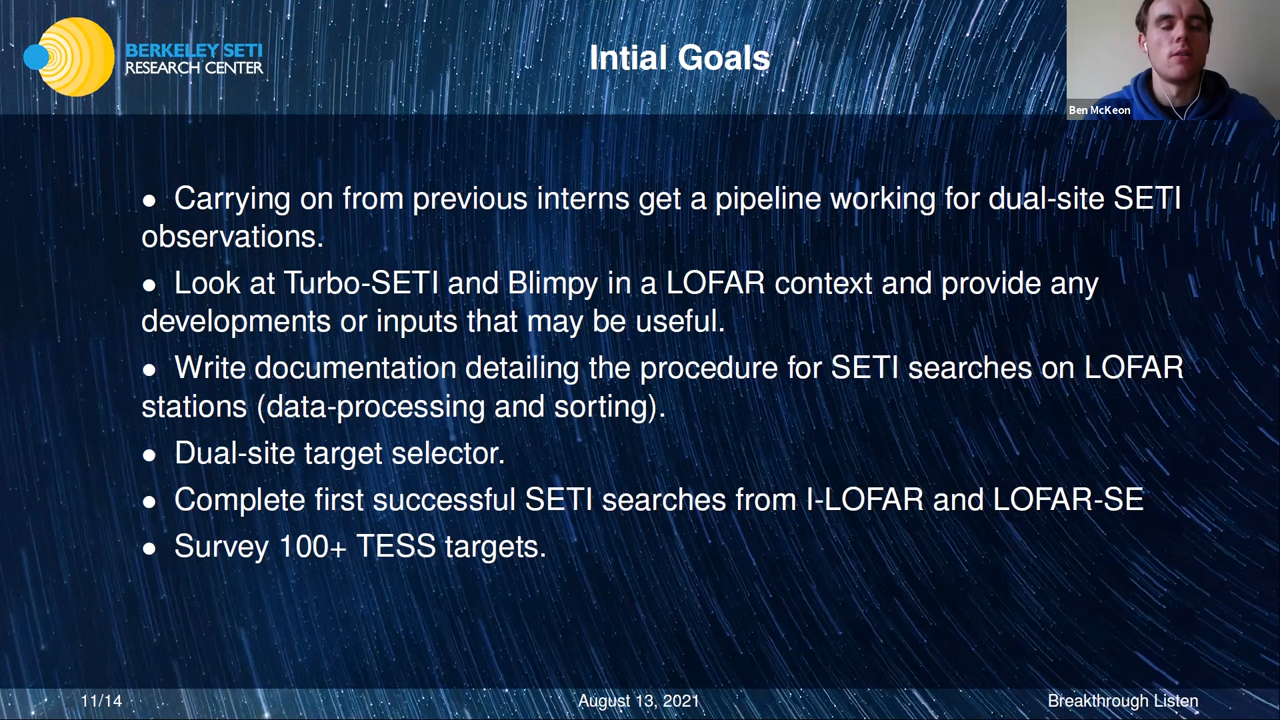 BERKELEY SETI
RESEARCH CENTER
Intial Goals
Ben McKeon
• Carrying on from previous interns get a pipeline working for dual-site SETI
observations.
• Look at Turbo-SETI and Blimpy in a LOFAR context and provide any
developments or inputs that may be useful.
• Write documentation detailing the procedure for SETI searches on LOFAR
stations (data-processing and sorting).
• Dual-site target selector.
• Complete first successful SETI searches from I-LOFAR and LOFAR-SE
• Survey 100+ TESS targets.
11/14
August 13, 2021
Breakthrough Listen